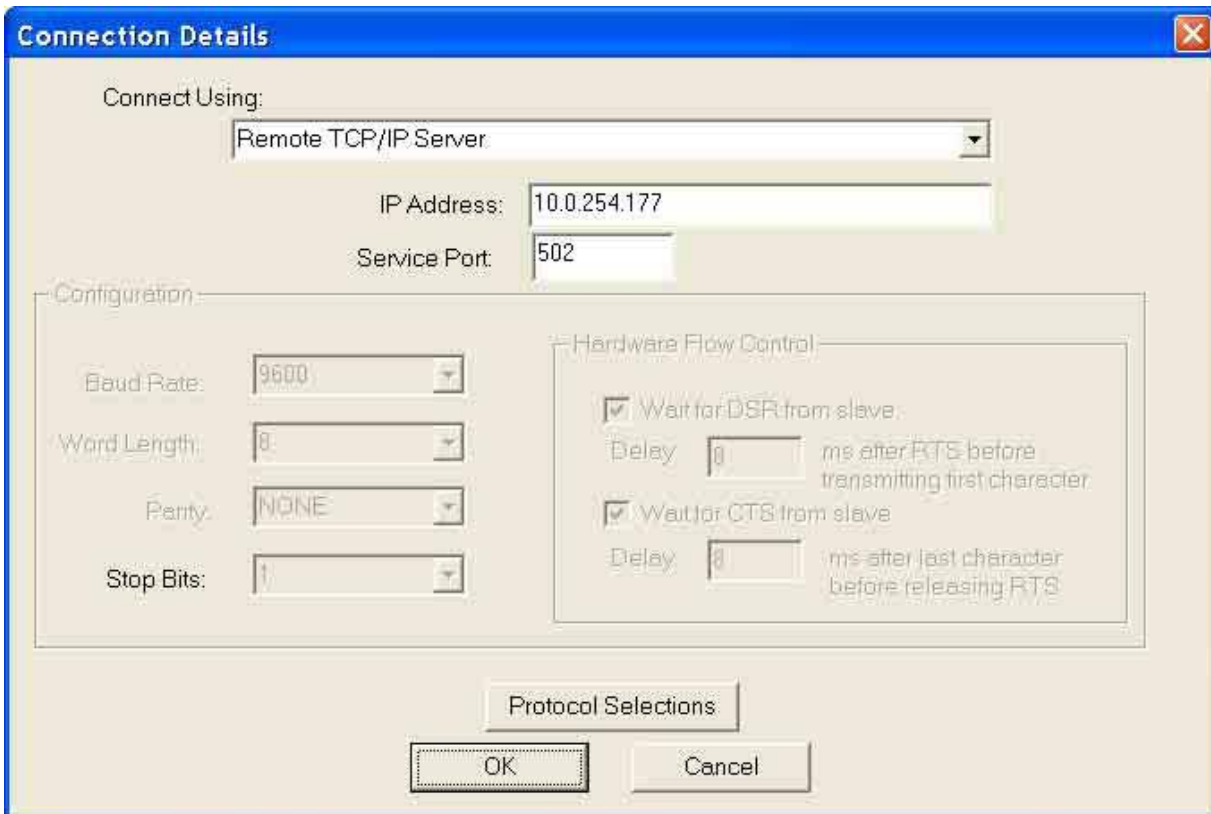 Connection Details
Connect Using:
Remote TCP/IP Server
IP Address: 10.0.254.177
Service Port: 502
Configuration
Baud Rate: 9600
Word Length: 8
Parity: NONE
Stop Bits: 1
Hardware Flow Control
Wait for DSR from slave
Delay 8 ms after RTS before
transmitting first character
Wait for CTS from slave
Delay 8 ms after last character
before releasing RTS
Protocol Selections
OK
Cancel